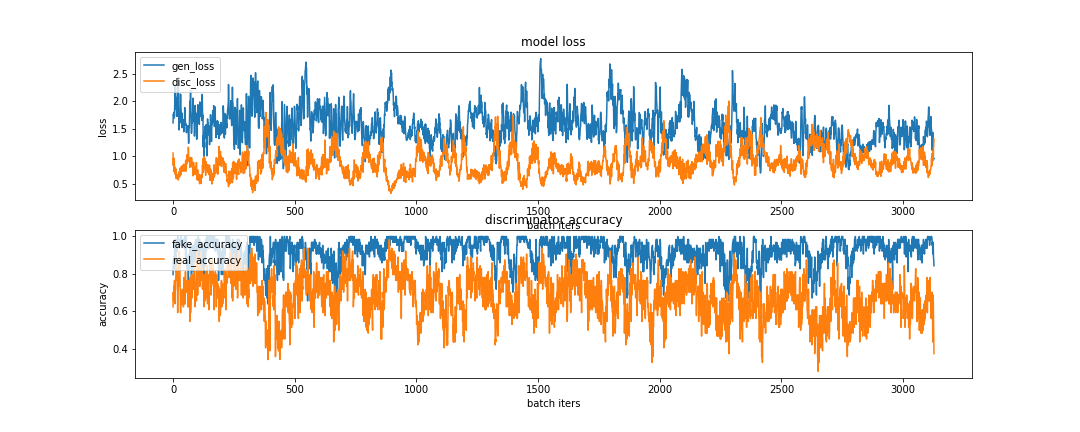 model loss
gen_loss
disc_loss
2.5
2.0
1.5
1.0
0.5
loss
0 500 1000 1500 2000 2500 3000
batch iters
discriminator accuracy
fake_accuracy
real_accuracy
1.0
0.8
0.6
0.4
accuracy
0 500 1000 1500 2000 2500 3000
batch iters